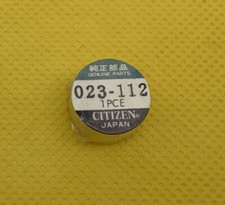 純正部品
GENUINE PARTS
023-112
1PCE
CITIZEN®
JAPAN